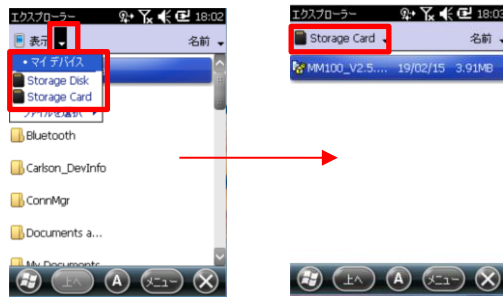 エクスプローラー 18:02
表示 名前
・マイ デバイス
Storage Disk
Storage Card
ファイルを選択
Bluetooth
Carlson_DevInfo
ConnMgr
Documents a...
My Documents
上へ A メニュー
エクスプローラー 18:03
Storage Card 名前
MM100_V2.5.... 19/02/15 3.91MB
上へ A メニュー